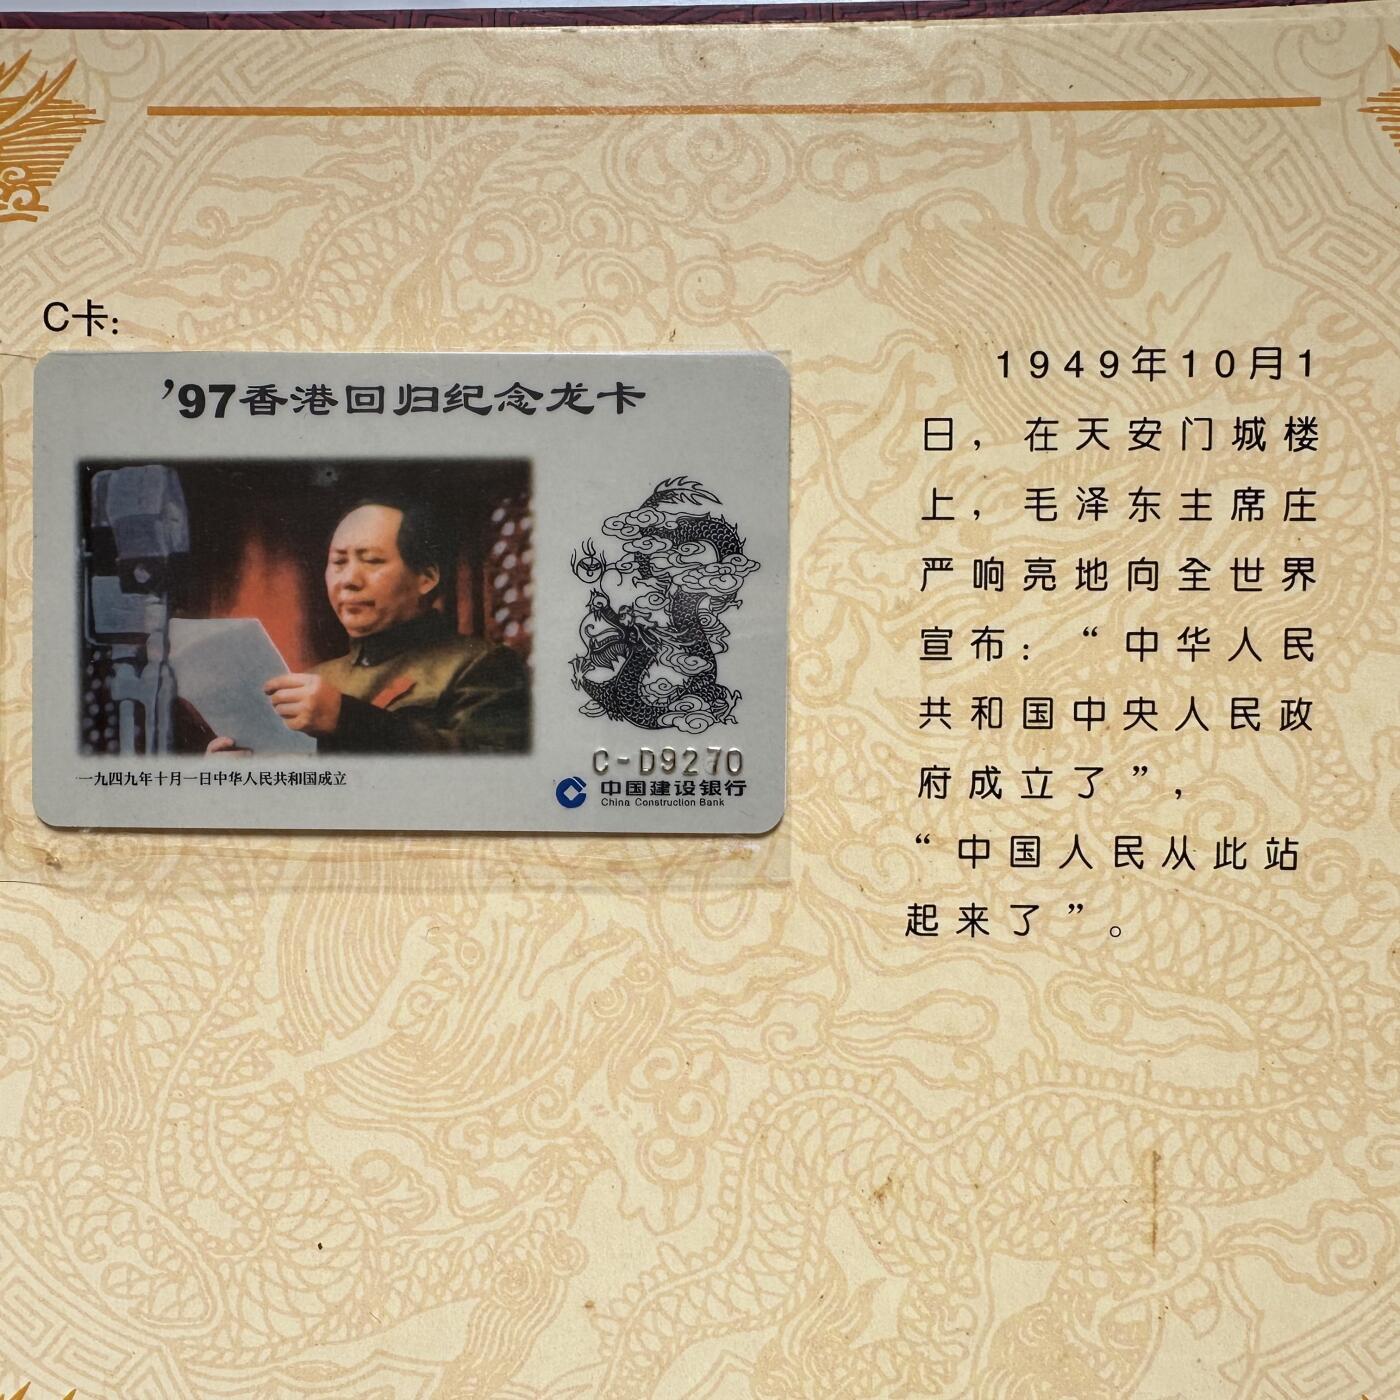 C卡：
’97香港回归纪念龙卡
一九四九年十月一日中华人民共和国成立
C-D9270
中国建设银行
China Construction Bank
1949年10月1
日，在天安门城楼
上，毛泽东主席庄
严响亮地向全世界
宣布：“中华人民
共和国中央人民政
府成立了”，
“中国人民从此站
起来了”。